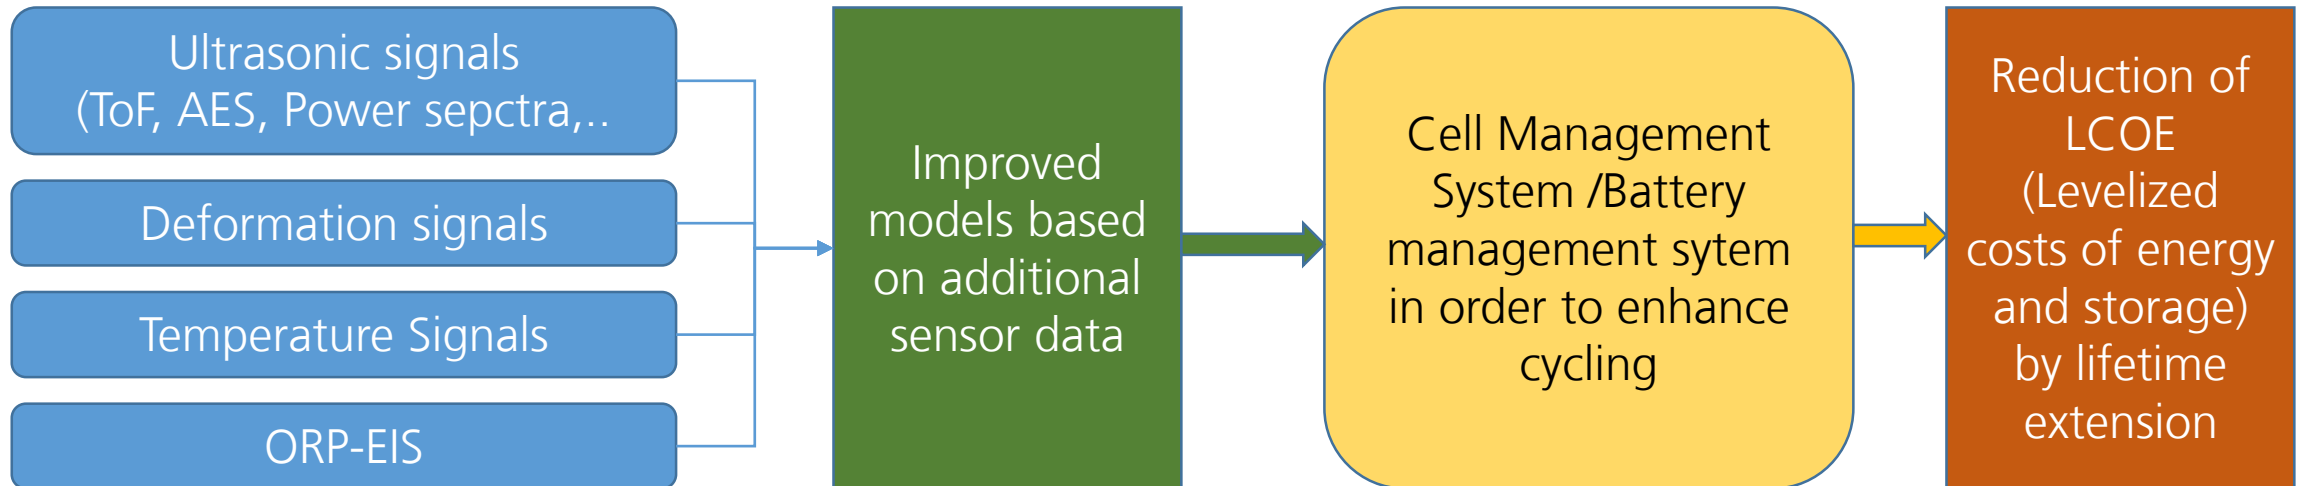 Ultrasonic signals
(ToF, AES, Power sepctra,..
Deformation signals
Temperature Signals
ORP-EIS
Improved
models based
on additional
sensor data
Cell Management
System /Battery
management sytem
in order to enhance
cycling
Reduction of
LCOE
(Levelized
costs of energy
and storage)
by lifetime
extension